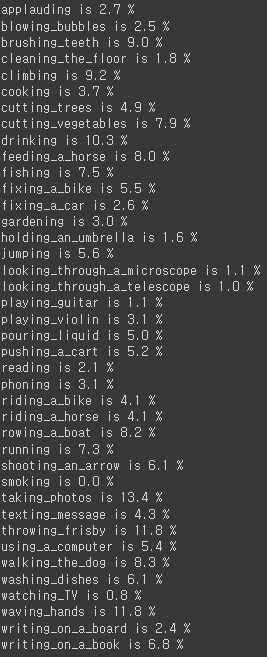 applauding is 2.7 %
blowing_bubbles is 2.5 %
brushing_teeth is 9.0 %
cleaning_the_floor is 1.8 %
climbing is 9.2 %
cooking is 3.7 %
cutting_trees is 4.9 %
cutting_vegetables is 7.9 %
drinking is 10.3 %
feeding_a_horse is 8.0 %
fishing is 7.5 %
fixing_a_bike is 5.5 %
fixing_a_car is 2.6 %
gardening is 3.0 %
holding_an_umbrella is 1.6 %
jumping is 5.6 %
looking_through_a_microscope is 1.1 %
looking_through_a_telescope is 1.0 %
playing_guitar is 1.1 %
playing_violin is 3.1 %
pouring_liquid is 5.0 %
pushing_a_cart is 5.2 %
reading is 2.1 %
phoning is 3.1 %
riding_a_bike is 4.1 %
riding_a_horse is 4.1 %
rowing_a_boat is 8.2 %
running is 7.3 %
shooting_an_arrow is 6.1 %
smoking is 0.0 %
taking_photos is 13.4 %
texting_message is 4.3 %
throwing_frisby is 11.8 %
using_a_computer is 5.4 %
walking_the_dog is 8.3 %
washing_dishes is 6.1 %
watching_TV is 0.8 %
waving_hands is 11.8 %
writing_on_a_board is 2.4 %
writing_on_a_book is 6.8 %